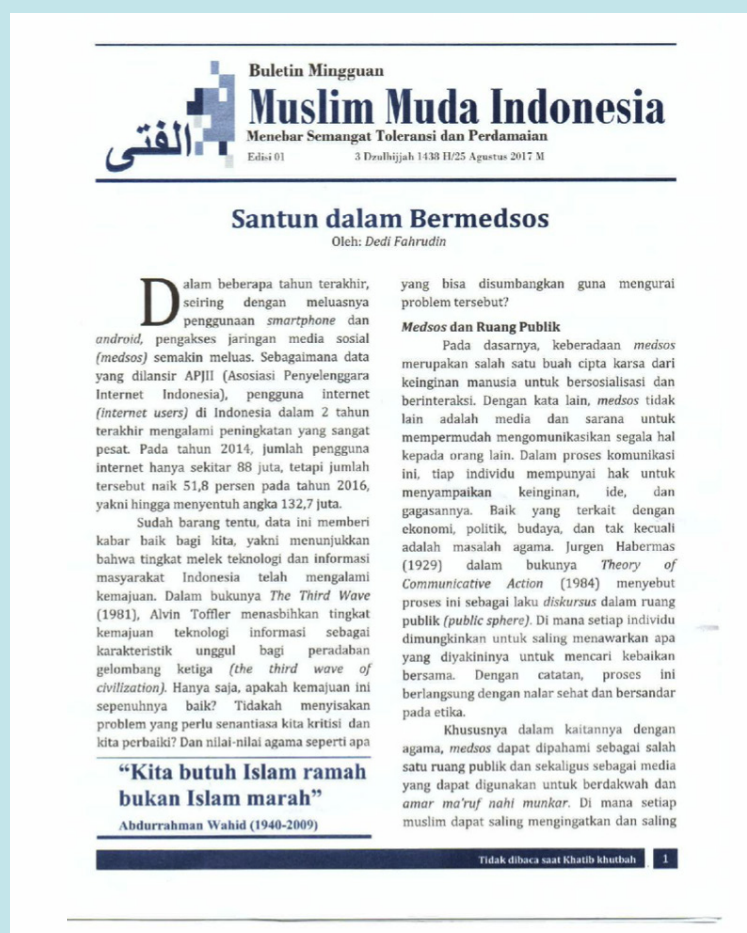 Buletin Mingguan
Muslim Muda Indonesia
Menebar Semangat Toleransi dan Perdamaian
الفتى
Edisi 01 3 Dzulhijjah 1438 H/25 Agustus 2017 M
Santun dalam Bermedsos
Oleh: Dedi Fahrudin
Dalam beberapa tahun terakhir,
seiring dengan meluasnya
penggunaan smartphone dan
android, pengakses jaringan media sosial
(medsos) semakin meluas. Sebagaimana data
yang dilansir APJII (Asosiasi Penyelenggara
Internet Indonesia), pengguna internet
(internet users) di Indonesia dalam 2 tahun
terakhir mengalami peningkatan yang sangat
pesat. Pada tahun 2014, jumlah pengguna
internet hanya sekitar 88 juta, tetapi jumlah
tersebut naik 51,8 persen pada tahun 2016,
yakni hingga menyentuh angka 132,7 juta.
Sudah barang tentu, data ini memberi
kabar baik bagi kita, yakni menunjukkan
bahwa tingkat melek teknologi dan informasi
masyarakat Indonesia telah mengalami
kemajuan. Dalam bukunya The Third Wave
(1981), Alvin Toffler menasbihkan tingkat
kemajuan teknologi informasi sebagai
karakteristik unggul bagi peradaban
gelombang ketiga (the third wave of
civilization). Hanya saja, apakah kemajuan ini
sepenuhnya baik? Tidakah menyisakan
problem yang perlu senantiasa kita kritisi dan
kita perbaiki? Dan nilai-nilai agama seperti apa
"Kita butuh Islam ramah
bukan Islam marah"
Abdurrahman Wahid (1940-2009)
yang bisa disumbangkan guna mengurai
problem tersebut?
Medsos dan Ruang Publik
Pada dasarnya, keberadaan medsos
merupakan salah satu buah cipta karsa dari
keinginan manusia untuk bersosialisasi dan
berinteraksi. Dengan kata lain, medsos tidak
lain adalah media dan sarana untuk
mempermudah mengomunikasikan segala hal
kepada orang lain. Dalam proses komunikasi
ini, tiap individu mempunyai hak untuk
menyampaikan keinginan, ide, dan
gagasannya. Baik yang terkait dengan
ekonomi, politik, budaya, dan tak kecuali
adalah masalah agama. Jurgen Habermas
(1929) dalam bukunya Theory of
Communicative Action (1984) menyebut
proses ini sebagai laku diskursus dalam ruang
publik (public sphere). Di mana setiap individu
dimungkinkan untuk saling menawarkan apa
yang diyakininya untuk mencari kebaikan
bersama. Dengan catatan, proses ini
berlangsung dengan nalar sehat dan bersandar
pada etika.
Khususnya dalam kaitannya dengan
agama, medsos dapat dipahami sebagai salah
satu ruang publik dan sekaligus sebagai media
yang dapat digunakan untuk berdakwah dan
amar ma'ruf nahi munkar. Di mana setiap
muslim dapat saling mengingatkan dan saling
Tidak dibaca saat Khatib khutbah 1